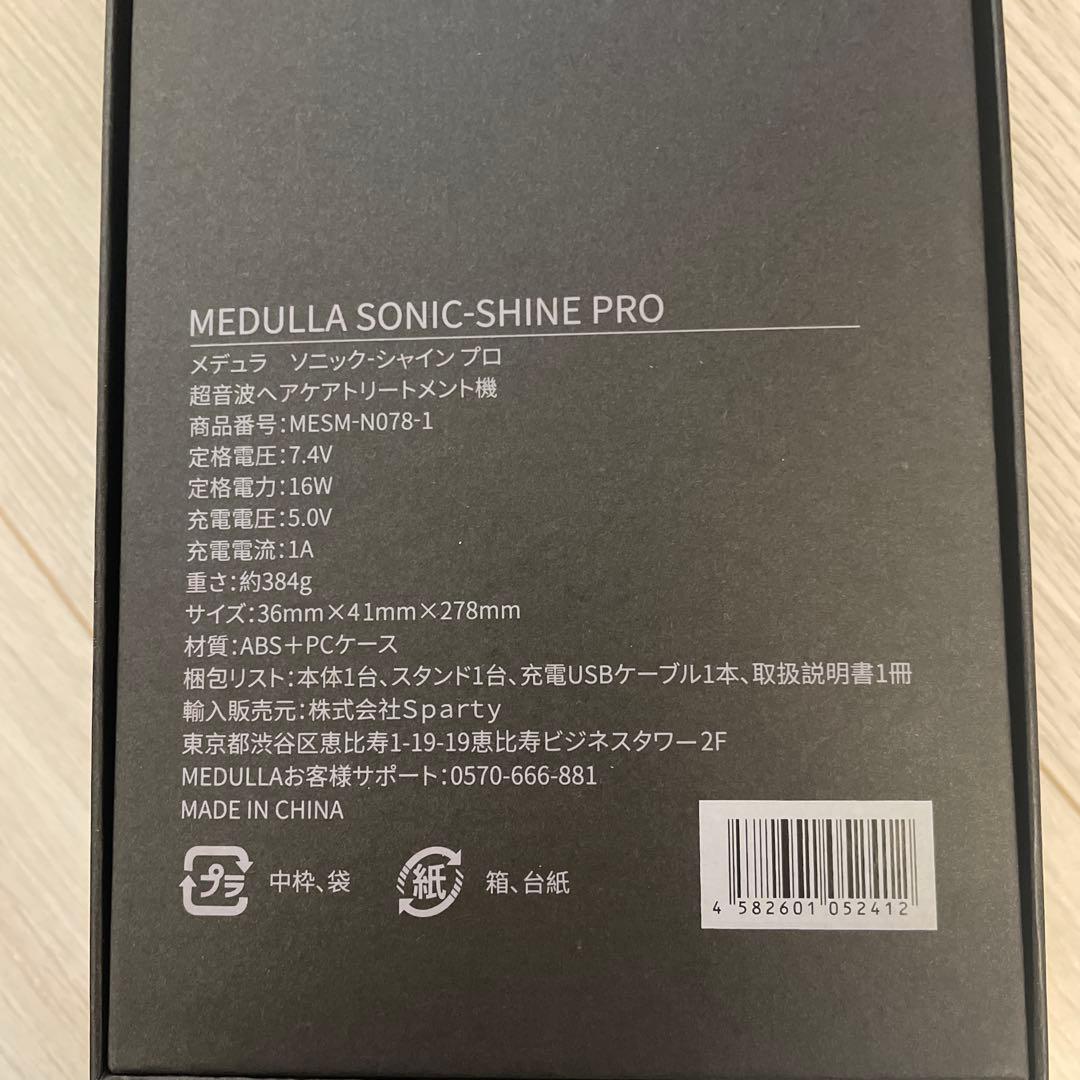 MEDULLA SONIC-SHINE PRO
メデュラ　ソニック-シャイン プロ
超音波ヘアケアトリートメント機
商品番号:MESM-N078-1
定格電圧:7.4V
定格電力:16W
充電電圧:5.0V
充電電流:1A
重さ:約384g
サイズ:36mm×41mm×278mm
材質:ABS＋PCケース
梱包リスト:本体1台、スタンド1台、充電USBケーブル1本、取扱説明書1冊
輸入販売元:株式会社Sparty
東京都渋谷区恵比寿1-19-19恵比寿ビジネスタワー2F
MEDULLAお客様サポート:0570-666-881
MADE IN CHINA
プラ 中枠、袋 紙 箱、台紙
4 582601 052412